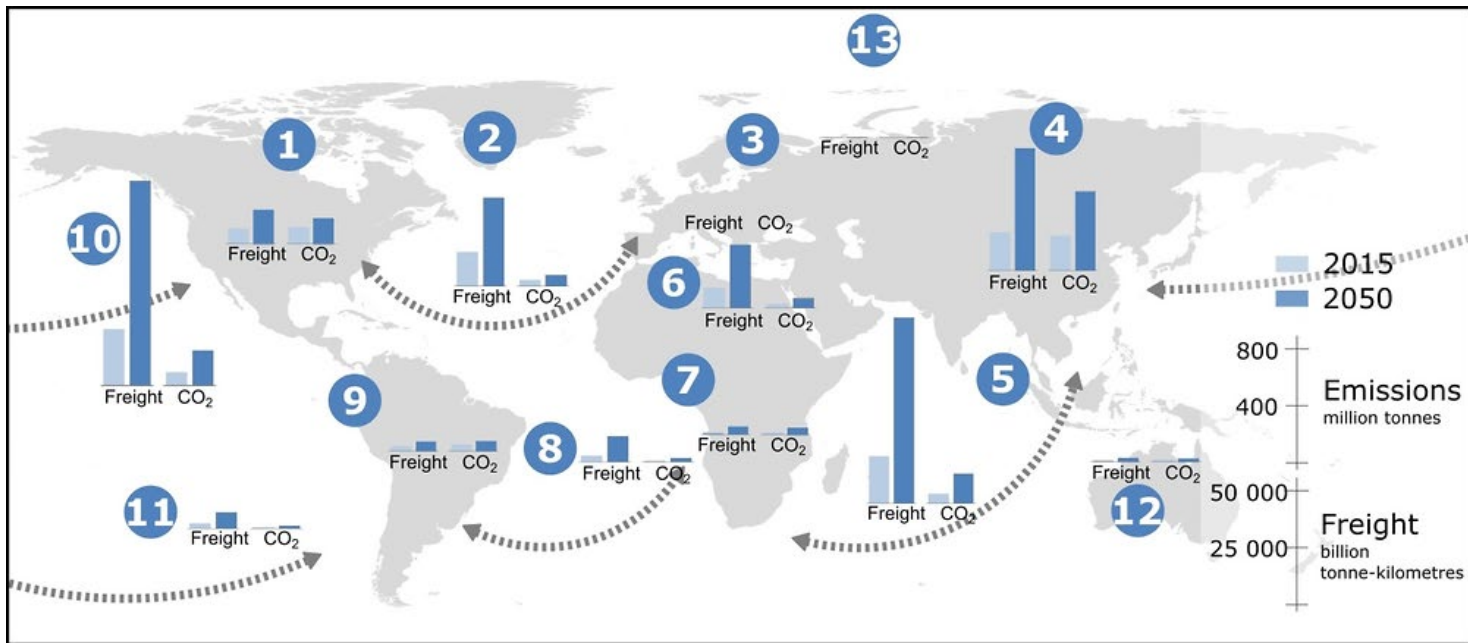 13
1
2
3
4
Freight CO₂
10
Freight CO₂
Freight CO₂
Freight CO₂
6
Freight CO₂
Freight CO₂
2015
2050
Freight CO₂
Freight CO₂
9
7
5
800
400
Emissions
million tonnes
8
Freight CO₂
Freight CO₂
Freight CO₂
Freight CO₂
12
11
Freight CO₂
Freight CO₂
50 000
25 000
Freight
billion
tonne-kilometres